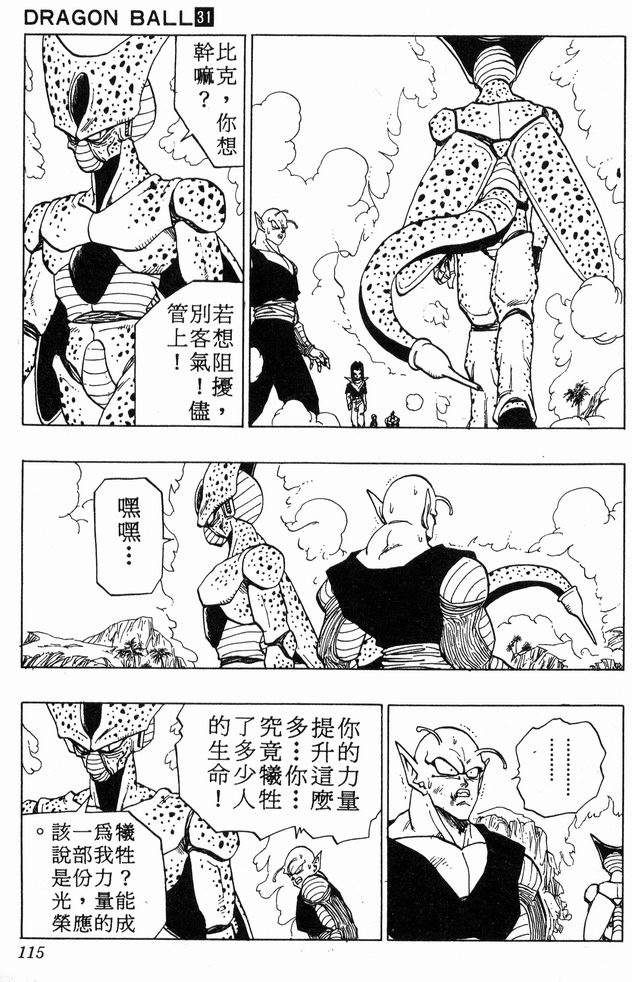 DRAGON BALL 31
比克，你想
幹嘛？
若想阻擾，
別客氣！儘
管上！
嘿嘿…
………
你的力量
提升這麼
多…你…
究竟犧牲
了多少人
的生命！
犧牲？能成
爲我力量的
一部份，應
該說是光榮
。
115